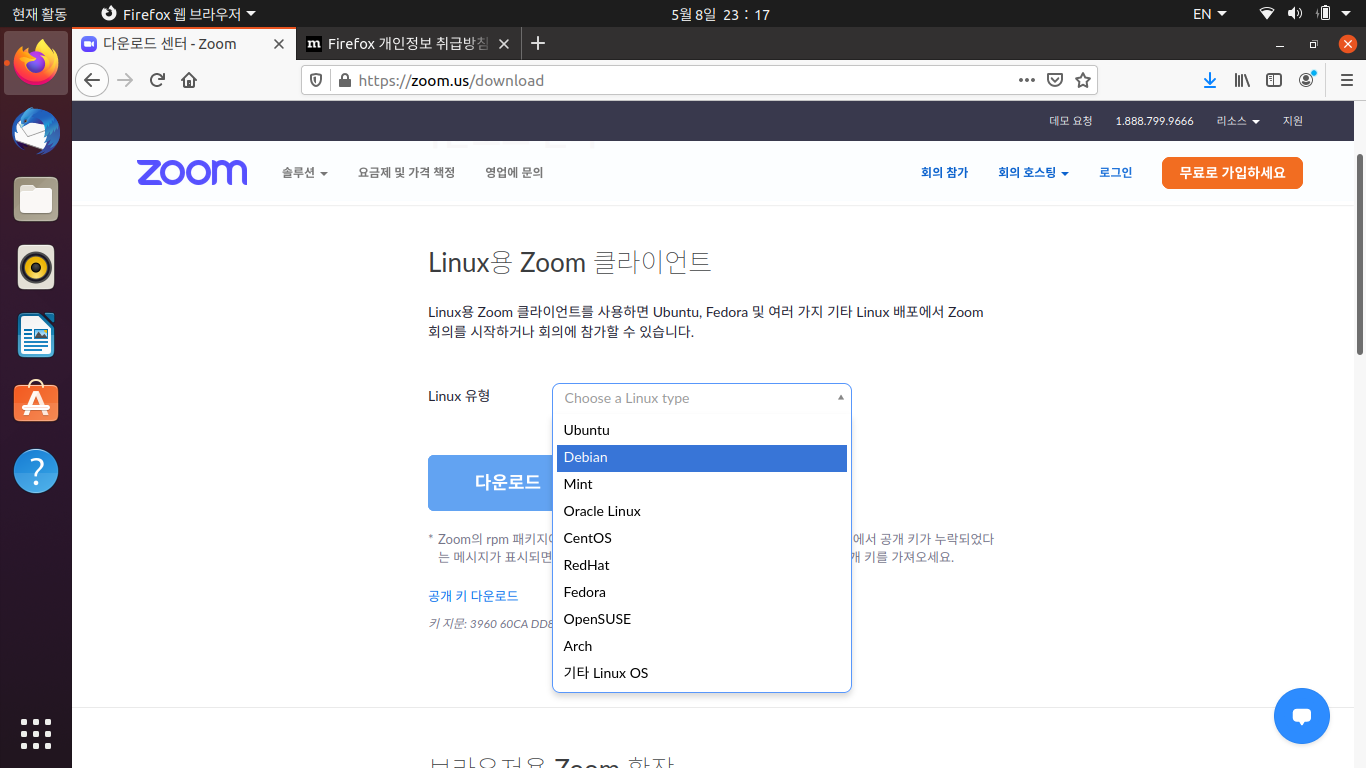 현재 활동
Firefox 웹 브라우저
5월 8일 23 : 17
EN
다운로드 센터 - Zoom
m
Firefox 개인정보 취급방침
https://zoom.us/download
데모 요청
1.888.799.9666
리소스
지원
zoom
솔루션
요금제 및 가격 책정
영업에 문의
회의 참가
회의 호스팅
로그인
무료로 가입하세요
Linux용 Zoom 클라이언트
Linux용 Zoom 클라이언트를 사용하면 Ubuntu, Fedora 및 여러 가지 기타 Linux 배포에서 Zoom
회의를 시작하거나 회의에 참가할 수 있습니다.
Linux 유형
Choose a Linux type
Ubuntu
Debian
Mint
Oracle Linux
CentOS
RedHat
Fedora
OpenSUSE
Arch
기타 Linux OS
다운로드
* Zoom의 rpm 패키지에서 공개 키가 누락되었다
는 메시지가 표시되면 키를 가져오세요.
공개 키 다운로드
키 지문: 3960 60CA DD8
브라우저용 Zoom 확장